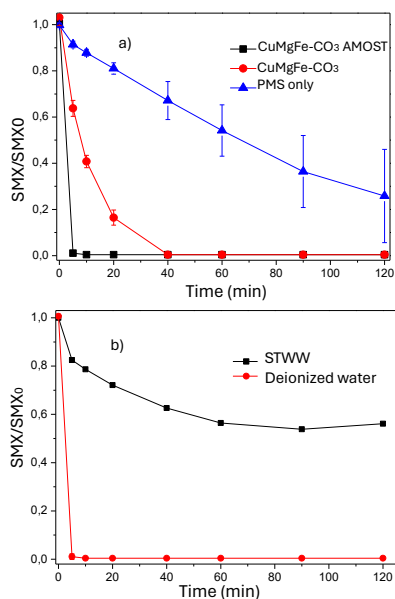 a)
CuMgFe-CO₃ AMOST
CuMgFe-CO₃
PMS only
SMX/SMX0
1,0
0,8
0,6
0,4
0,2
0,0
0 20 40 60 80 100 120
Time (min)
b)
STWW
Deionized water
SMX/SMX₀
1,0
0,8
0,6
0,4
0,2
0,0
0 20 40 60 80 100 120
Time (min)